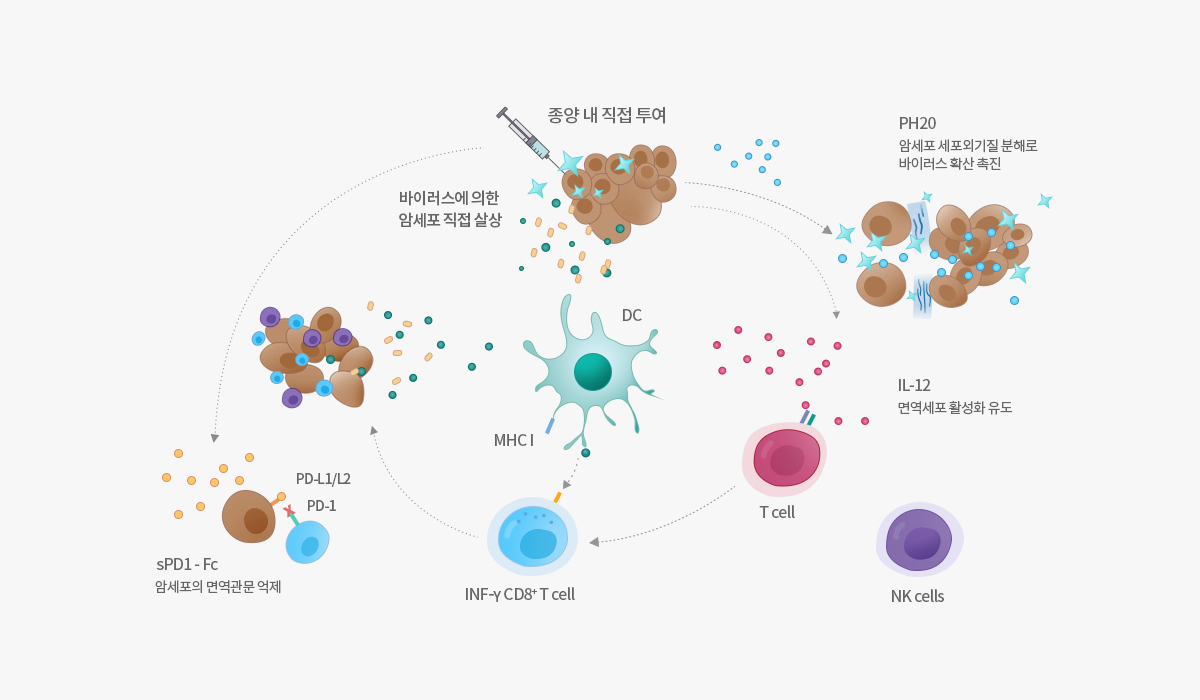 종양 내 직접 투여
PH20
암세포 세포외기질 분해로
바이러스 확산 촉진
바이러스에 의한
암세포 직접 살상
DC
IL-12
면역세포 활성화 유도
MHC I
PD-L1/L2
PD-1
T cell
sPD1 - Fc
암세포의 면역관문 억제
INF-γ CD8⁺ T cell
NK cells